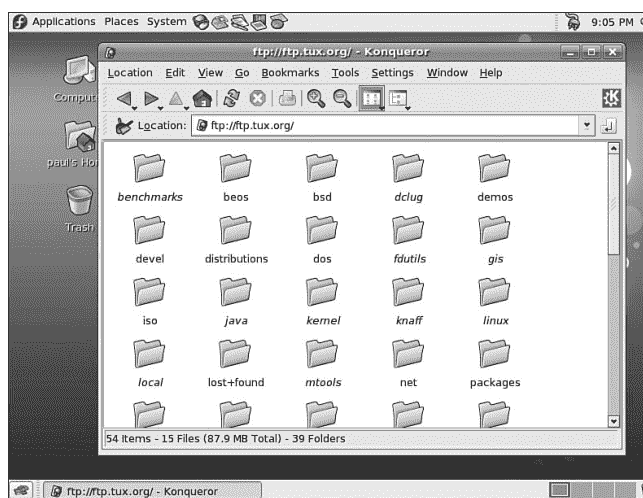 Applications Places System 9:05 PM
ftp://ftp.tux.org/ - Konqueror
Location Edit View Go Bookmarks Tools Settings Window Help
Location: ftp://ftp.tux.org/
Comput
paul's Ho
Trash
benchmarks beos bsd dclug demos
devel distributions dos fdutils gis
iso java kernel knaff linux
local lost+found mtools net packages
54 Items - 15 Files (87.9 MB Total) - 39 Folders
ftp://ftp.tux.org/ - Konqueror